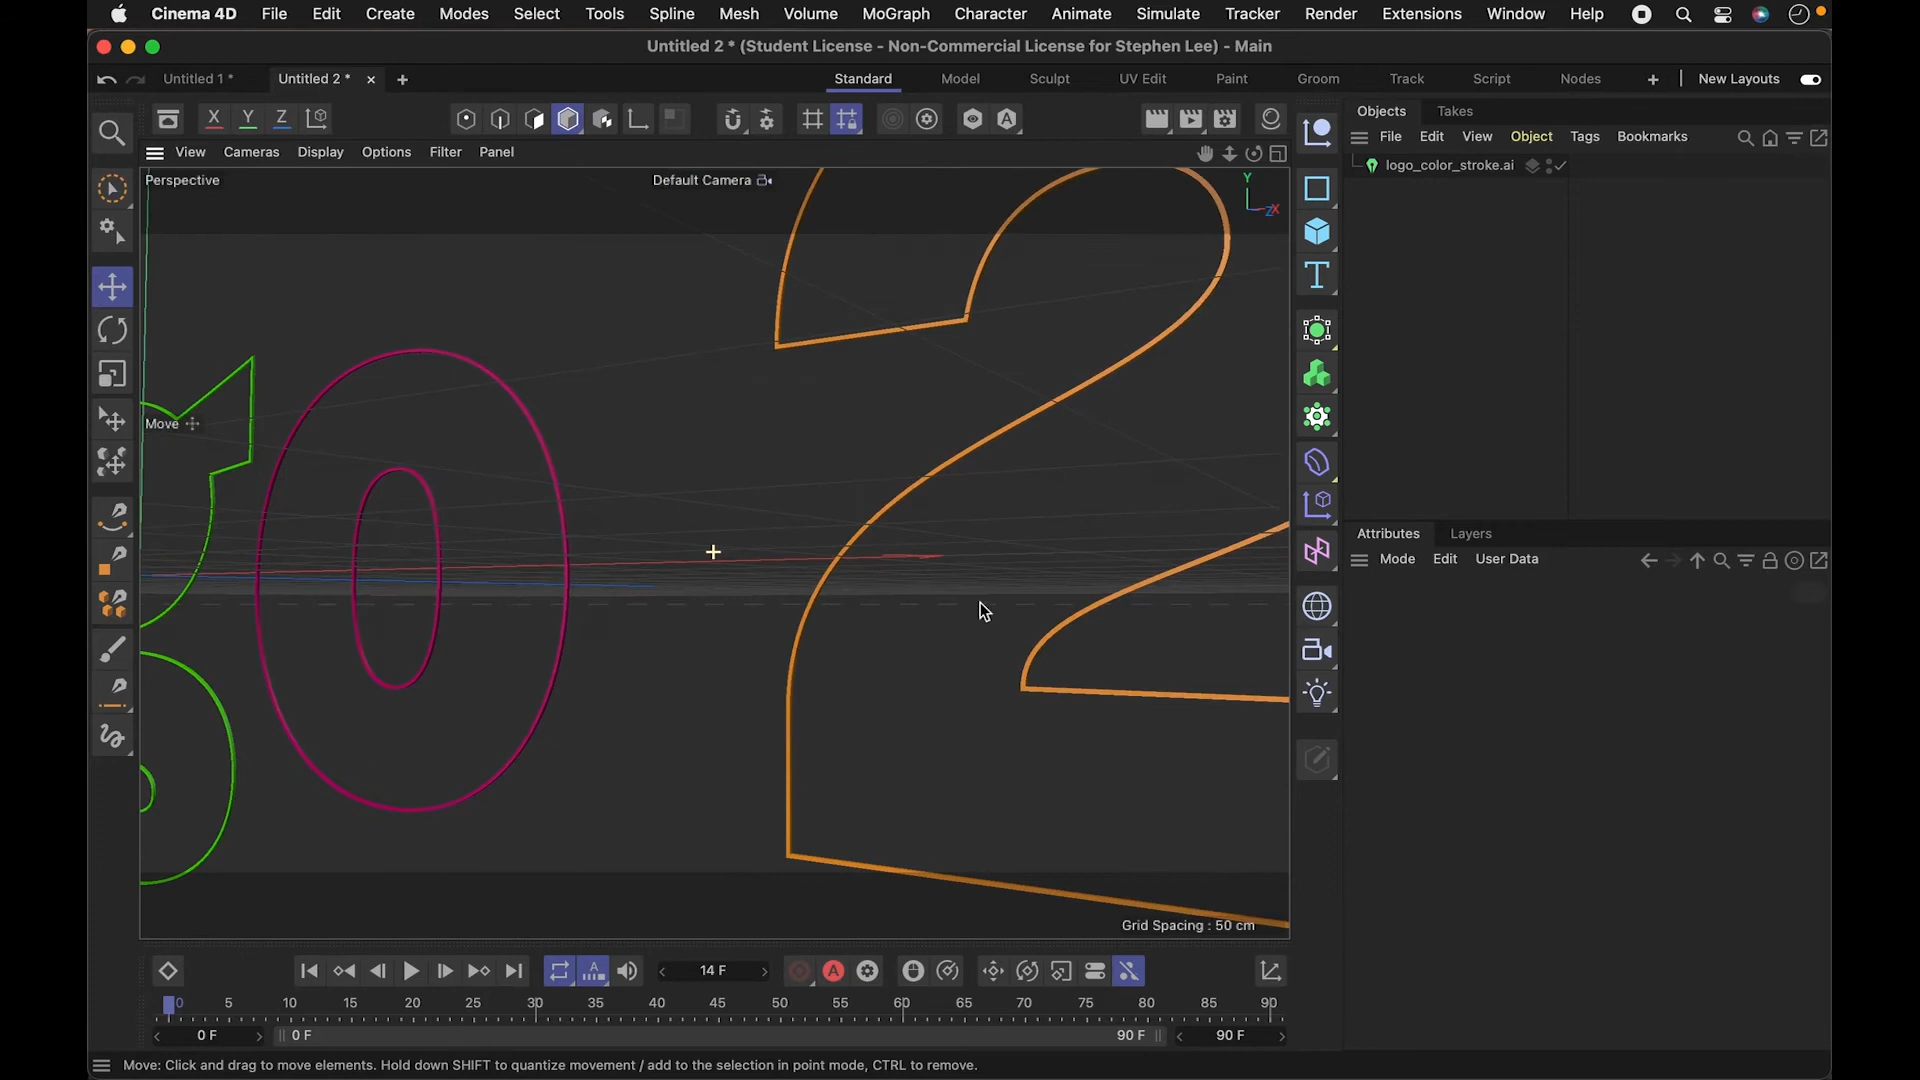 Cinema 4D File Edit Create Modes Select Tools Spline Mesh Volume MoGraph Character Animate Simulate Tracker Render Extensions Window Help
Untitled 2 * (Student License - Non-Commercial License for Stephen Lee) - Main
Untitled 1 * Untitled 2 * Standard Model Sculpt UV Edit Paint Groom Track Script Nodes New Layouts
X Y Z
Objects Takes
File Edit View Object Tags Bookmarks
View Cameras Display Options Filter Panel
logo_color_stroke.ai
Perspective Default Camera
Y
Z X
Move
Attributes Layers
Mode Edit User Data
Grid Spacing : 50 cm
14 F
0 5 10 15 20 25 30 35 40 45 50 55 60 65 70 75 80 85 90
0 F 0 F 90 F 90 F
Move: Click and drag to move elements. Hold down SHIFT to quantize movement / add to the selection in point mode, CTRL to remove.